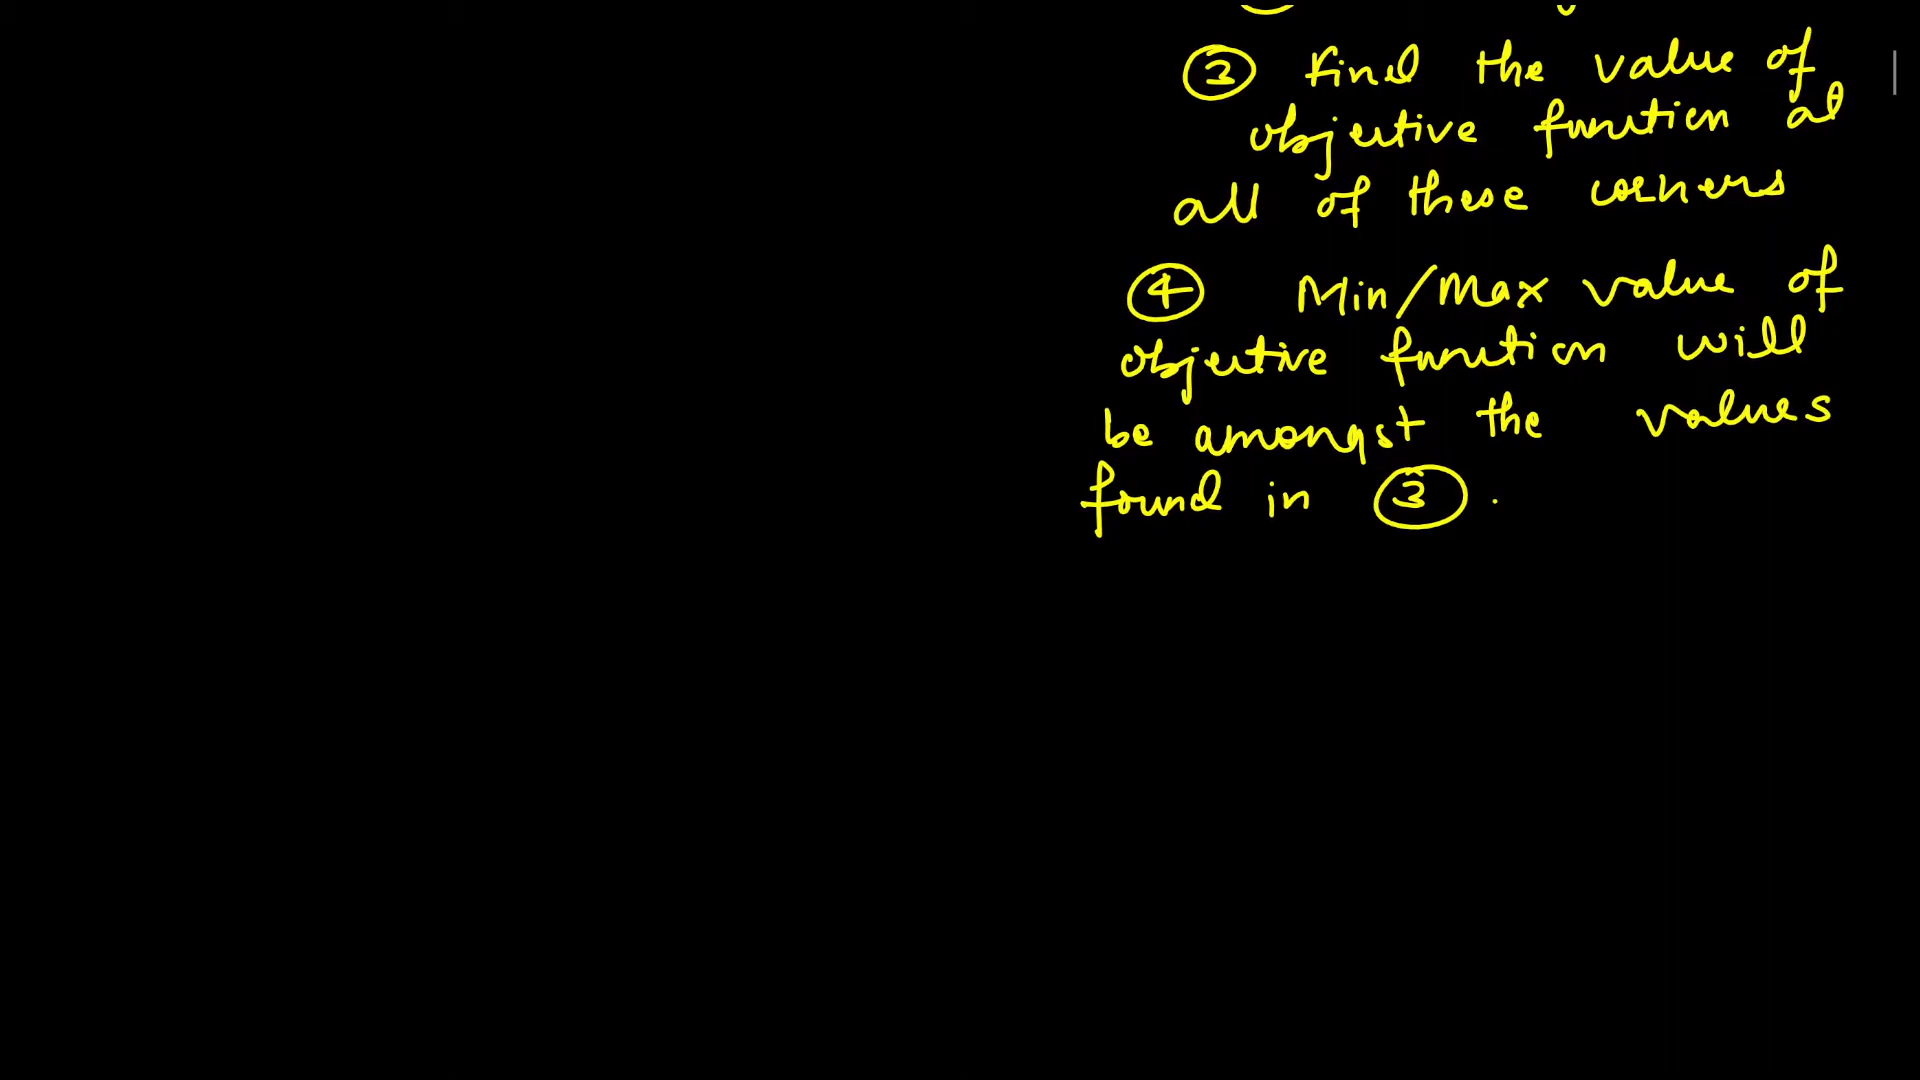 ③ Find the value of
objective function at
all of these corners
④ Min/Max value of
objective function will
be amongst the values
found in ③ .